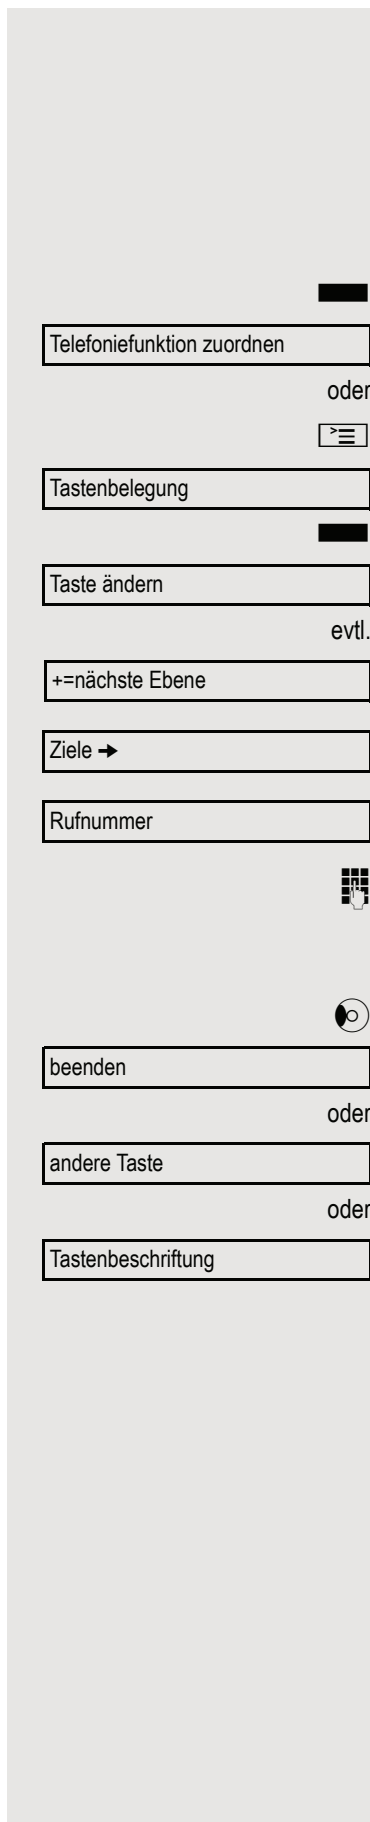 Telefoniefunktion zuordnen
oder
Tastenbelegung
Taste ändern
evtl.
+=nächste Ebene
Ziele ➜
Rufnummer
beenden
oder
andere Taste
oder
Tastenbeschriftung